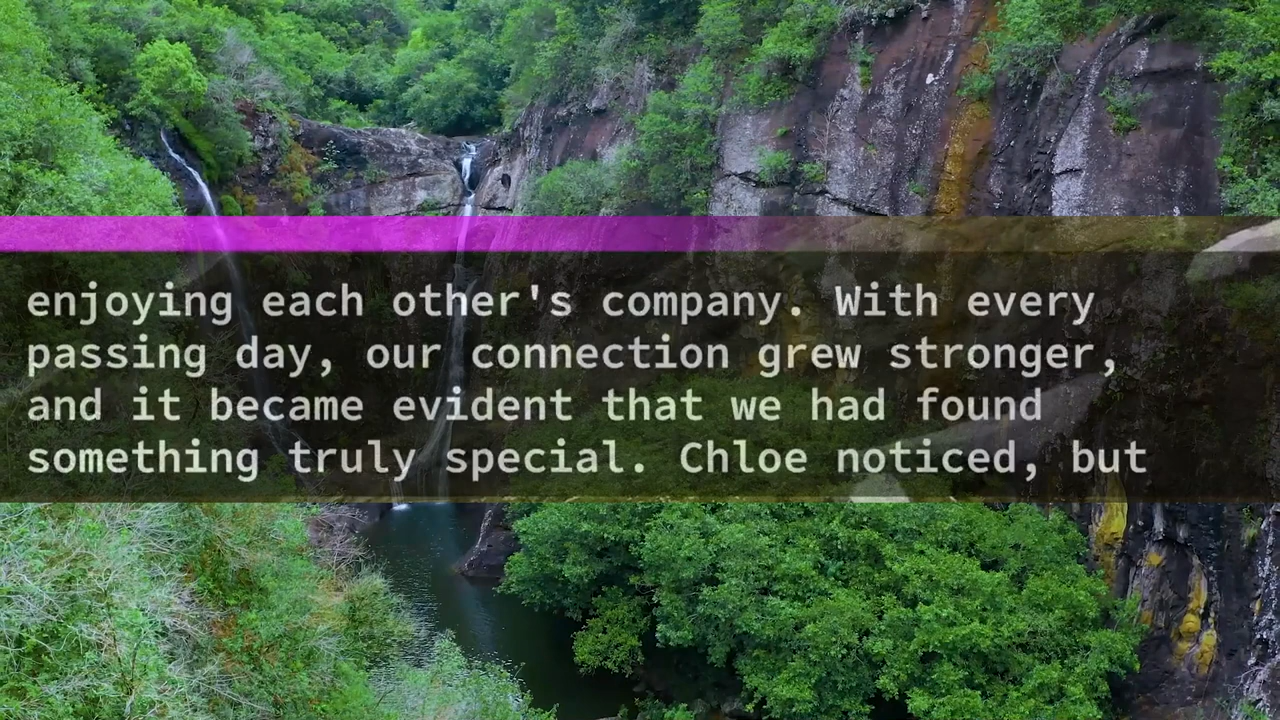 enjoying each other's company. With every
passing day, our connection grew stronger,
and it became evident that we had found
something truly special. Chloe noticed, but